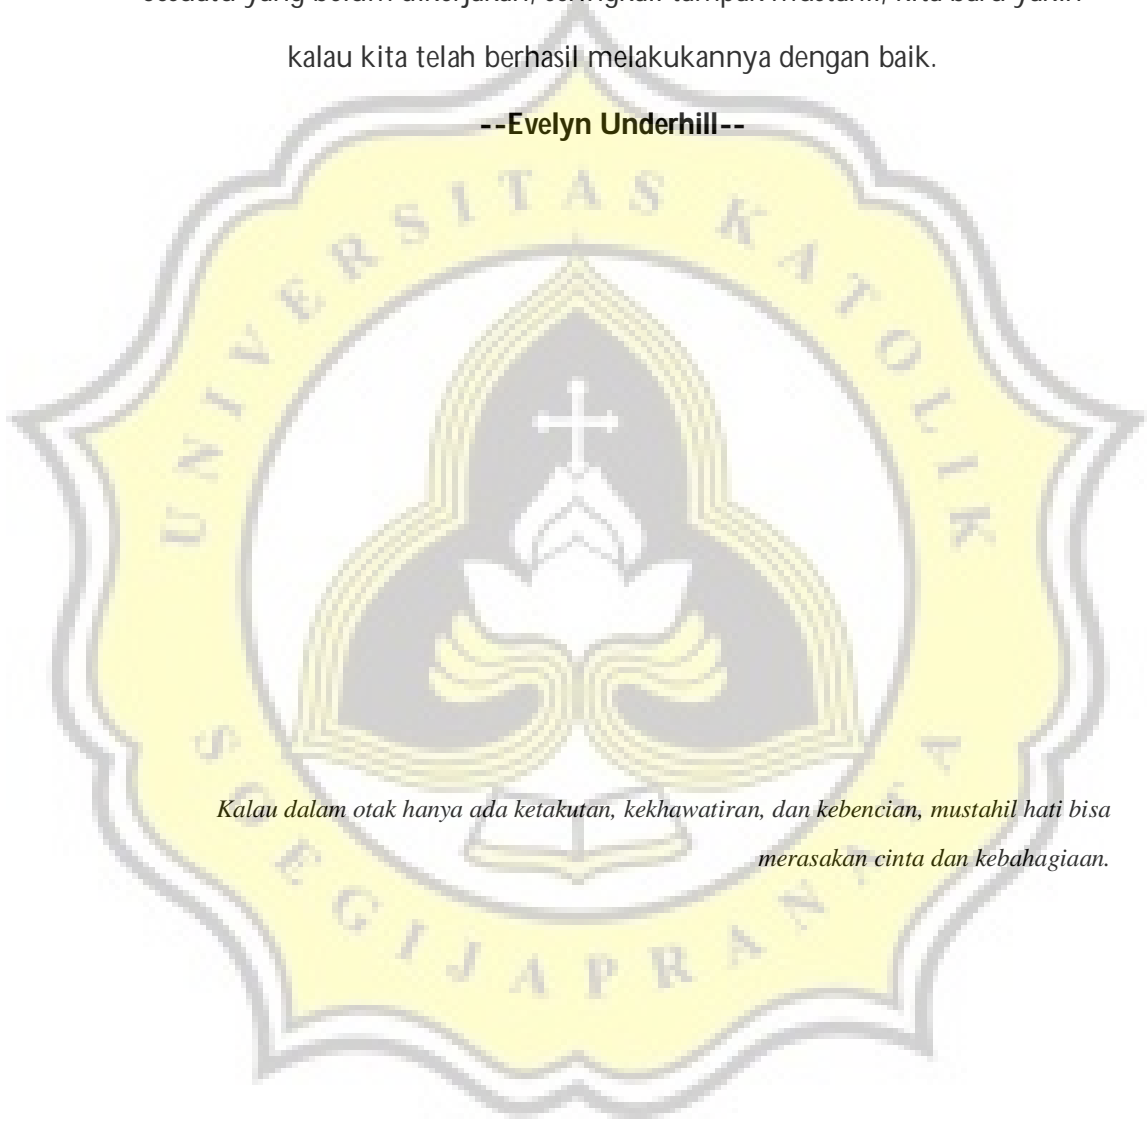 sesuatu yang belum dikerjakan, seringkali tampak mustahil; kita baru yakin
kalau kita telah berhasil melakukannya dengan baik.
--Evelyn Underhill--
UNIVERSITAS KATOLIK
Kalau dalam otak hanya ada ketakutan, kekhawatiran, dan kebencian, mustahil hati bisa
merasakan cinta dan kebahagiaan.
SOEGIJAPRANATA